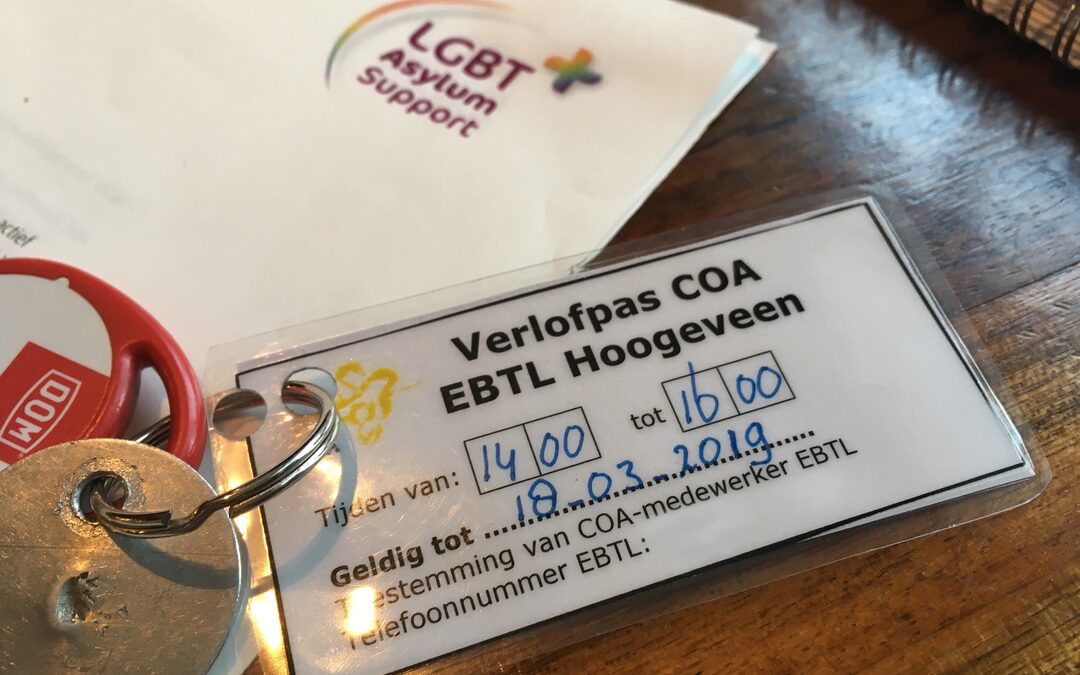 LGBT
Asylum
Support
actief
DOM
Verlofpas COA
EBTL Hoogeveen
Tijden van: 14 00 tot 16 00
Geldig tot ........18-03-2019......
Toestemming van COA-medewerker EBTL
Telefoonnummer EBTL: